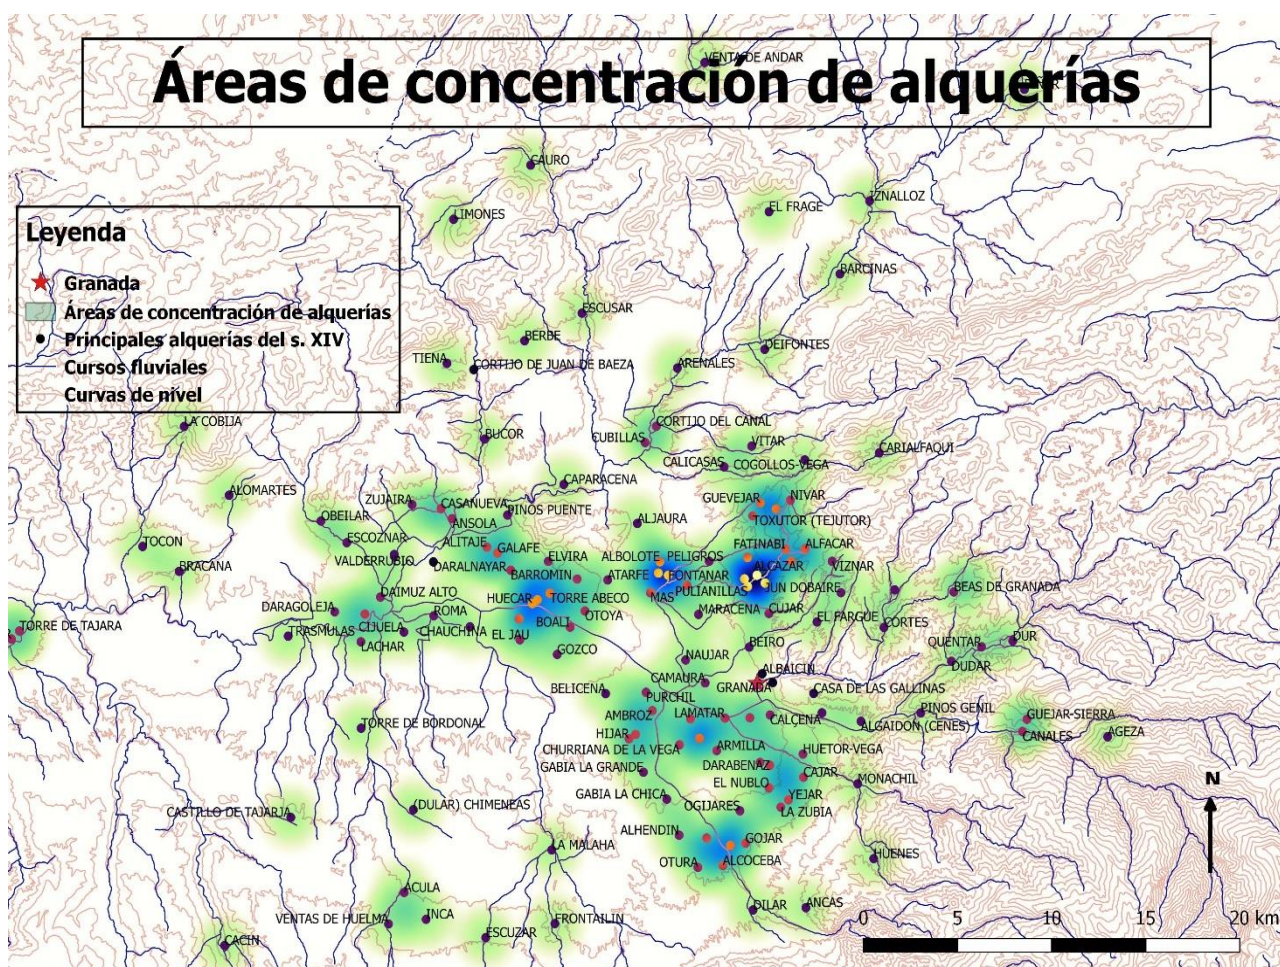 VENTA DE ANDAR
Áreas de concentración de alquerías
CAURO
LIMONES
EL FRAGE
IZNALLOZ
BARCINAS
Leyenda
Granada
Áreas de concentración de alquerías
Principales alquerías del s. XIV
Cursos fluviales
Curvas de nivel
ESCUSAR
BERBE
DEIFONTES
TIENA
CORTIJO DE JUAN DE BAEZA
ARENALES
LA COBIJA
BUCOR
CORTIJO DEL CANAL
CUBILLAS
VITAR
CARIALFAQUI
CALICASAS
COGOLLOS-VEGA
CAPARACENA
ALOMARTES
ZUJAIRA
CASANUEVA
PINOS PUENTE
GUEVEJAR
NIVAR
OBEILAR
ANSOLA
ALJAURA
TOXUTOR (TEJUTOR)
TOCON
ESCOZNAR
ALITAJE
GALAFE
ELVIRA
ALBOLOTE
PELIGROS
FATINABI
ALFACAR
VALDERRUBIO
DARALNAYAR
BARROMIN
ATARFE
FONTANAR
ALGAZAR
VIZNAR
BRACANA
DAIMUZ ALTO
HUECAR
TORRE ABECO
MAS
PULIANILLAS
JUN
DOBAIRE
BEAS DE GRANADA
DARAGOLEJA
ROMA
OTOYA
MARACENA
CUJAR
EL FARGUE
CORTES
TORRE DE TAJARA
TRASMULAS
CIJUELA
CHAUCHINA
EL JAU
BOALI
LACHAR
GOZCO
BEIRO
QUENTAR
DUR
NAUJAR
DUDAR
ALBAICIN
CAMAURA
GRANADA
BELICENA
PURCHIL
CASA DE LAS GALLINAS
AMBROZ
LAMATAR
CALÇENA
PINOS GENIL
GUEJAR-SIERRA
TORRE DE BORDONAL
ALGAIDON (CENES)
HIJAR
CANALES
AGEZA
CHURRIANA DE LA VEGA
ARMILLA
HUETOR-VEGA
GABIA LA GRANDE
DARABENAZ
CAJAR
EL NUBLO
MONACHIL
N
GABIA LA CHICA
YEJAR
(DULAR) CHIMENEAS
OGIJARES
LA ZUBIA
CASTILLO DE TAJARJA
ALHENDIN
GOJAR
LA MALAHA
HUENES
OTURA
ALCOCEBA
ACULA
VENTAS DE HUELMA
INCA
FRONTAILIN
DILAR
ANCAS
ESCUZAR
CACIN
0 5 10 15 20 km